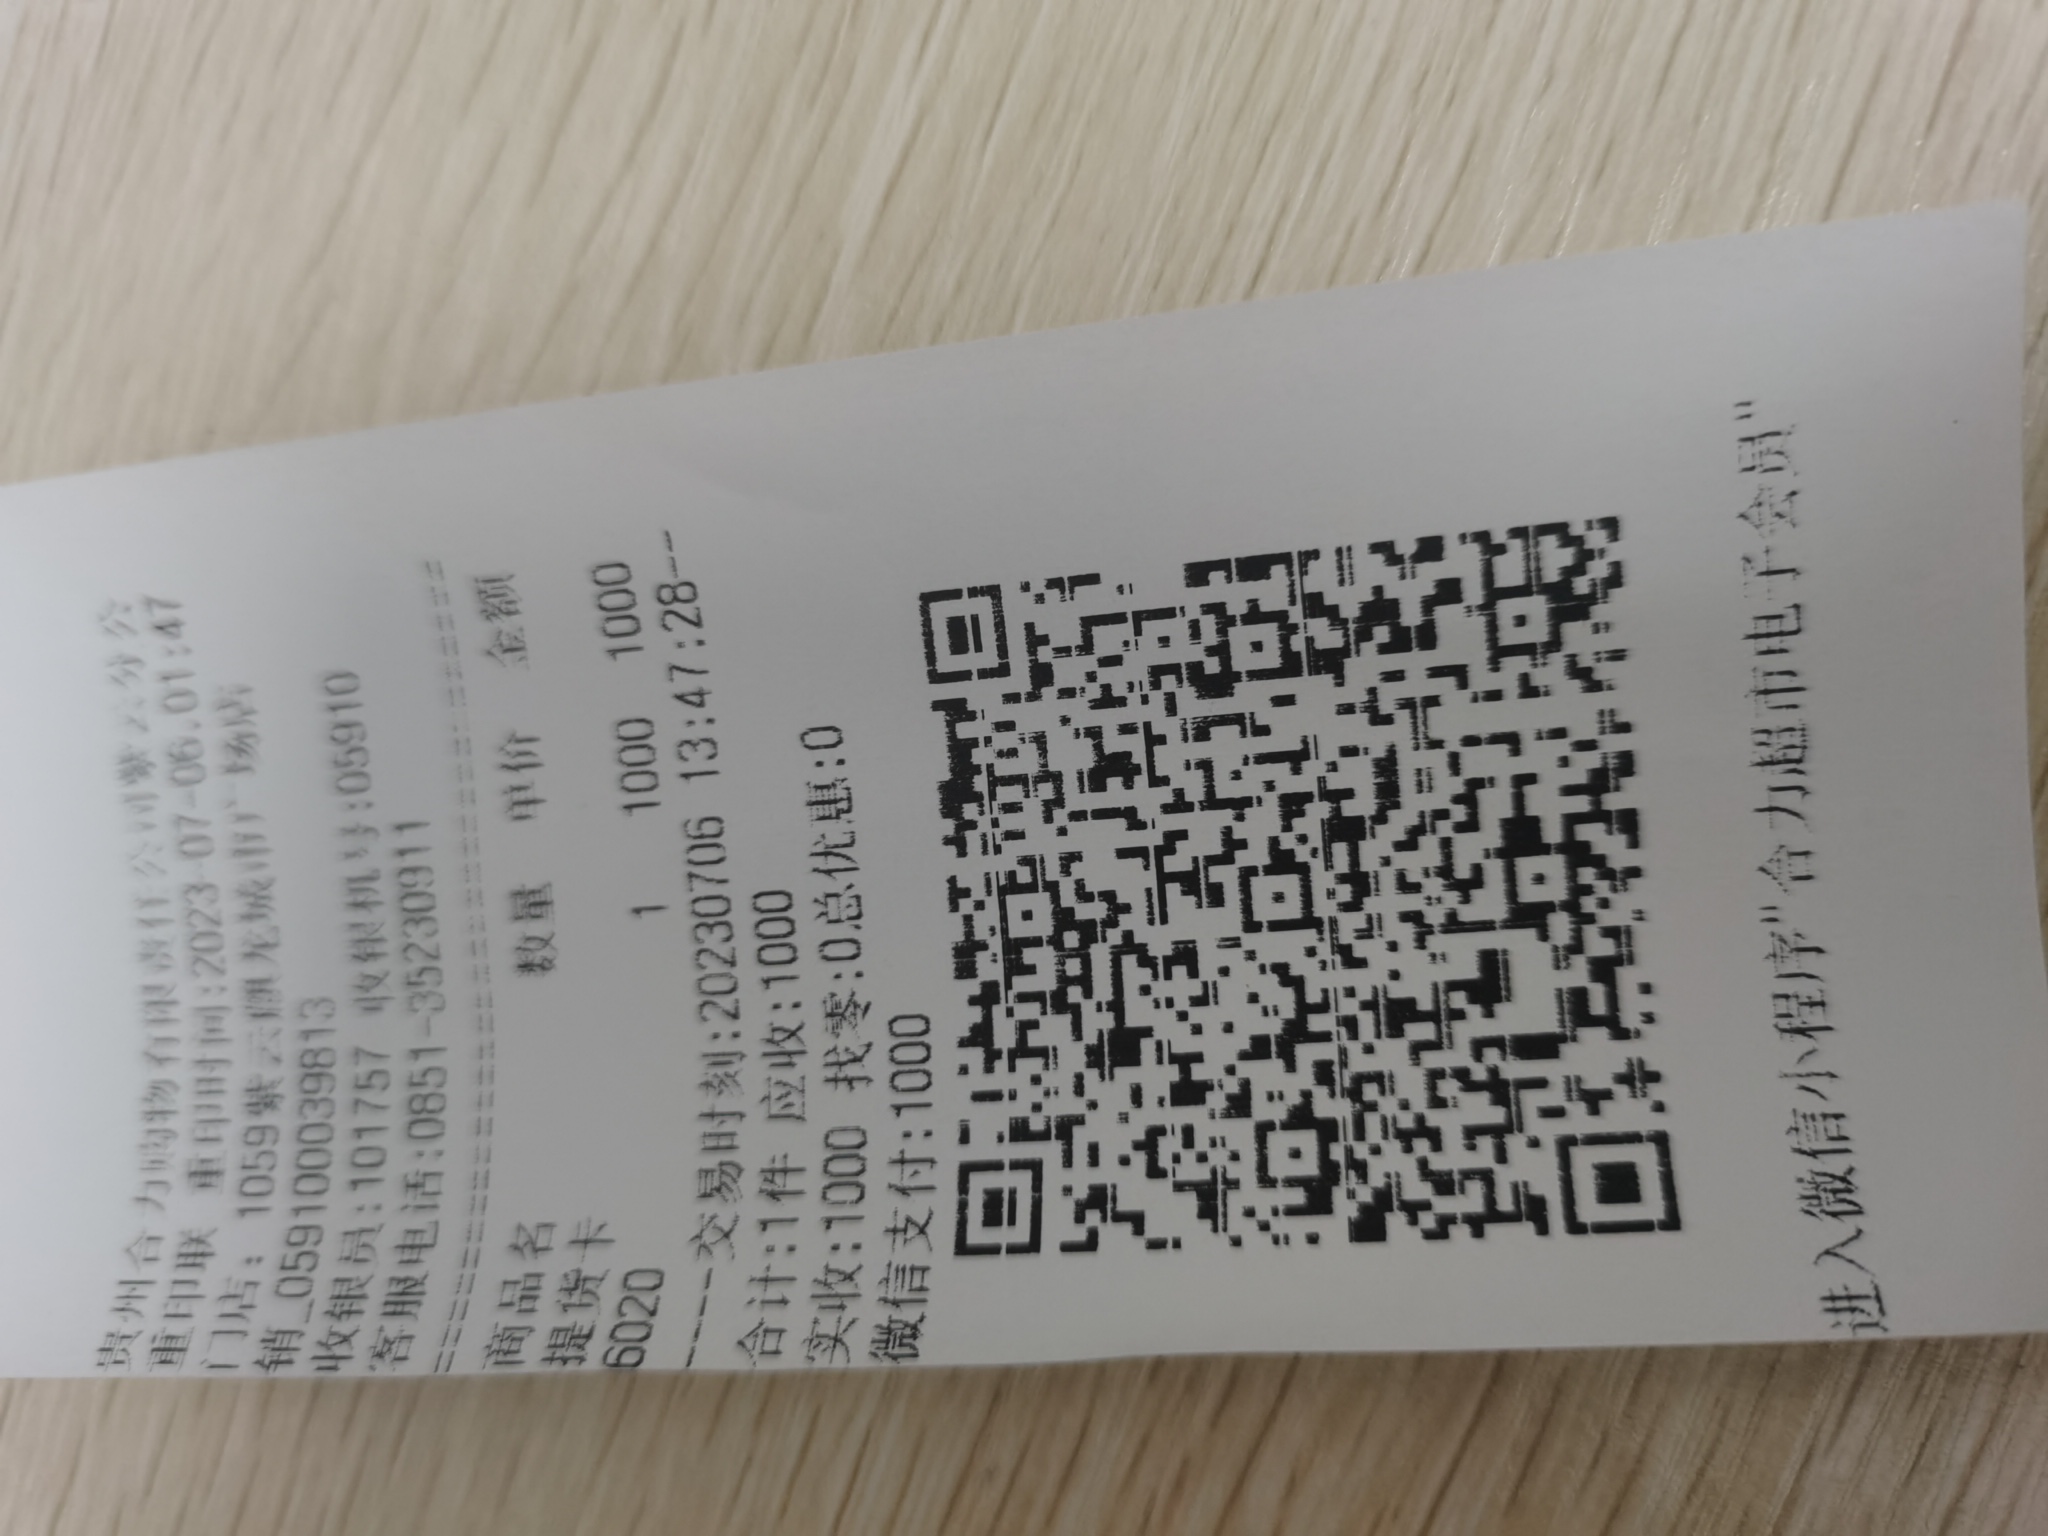 贵州合力购物有限责任公司紫云分公
重印联 重印时间:2023-07-06.01:47
门店: 1059紫云麒龙城市广场店
销_0591000039813
收银员:101757 收银机号:05910
客服电话:0851-35230911
商品名 数量 单价 金额
提货卡
6020 1 1000 1000
----交易时刻:20230706 13:47:28--
合计:1件 应收:1000
实收:1000 找零:0总优惠:0
微信支付:1000
进入微信小程序"合力超市电子会员"